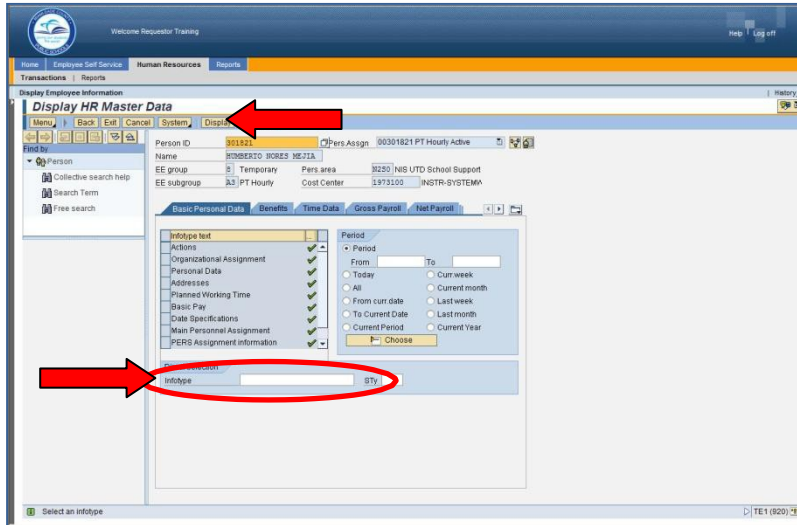 Welcome Requestor Training
Help Log off
Home Employee Self Service Human Resources Reports
Transactions | Reports
Display Employee Information | History
Display HR Master Data
Menu Back Exit Cancel System Display
Find by
Person
Collective search help
Search Term
Free search
Person ID 301821 Pers.Assgn 00301821 PT Hourly Active
Name HUMBERTO NORES MEJIA
EE group Temporary Pers.area N250 NIS UTD School Support
EE subgroup A3 PT Hourly Cost Center 1973100 INSTR-SYSTEMW
Basic Personal Data Benefits Time Data Gross Payroll Net Payroll
Infotype text ...
Actions
Organizational Assignment
Personal Data
Addresses
Planned Working Time
Basic Pay
Date Specifications
Main Personnel Assignment
PERS Assignment information
Period
Period
From To
Today Curr.week
All Current month
From curr.date Last week
To Current Date Last month
Current Period Current Year
Choose
Infotype STy
Select an infotype
TE1 (920)